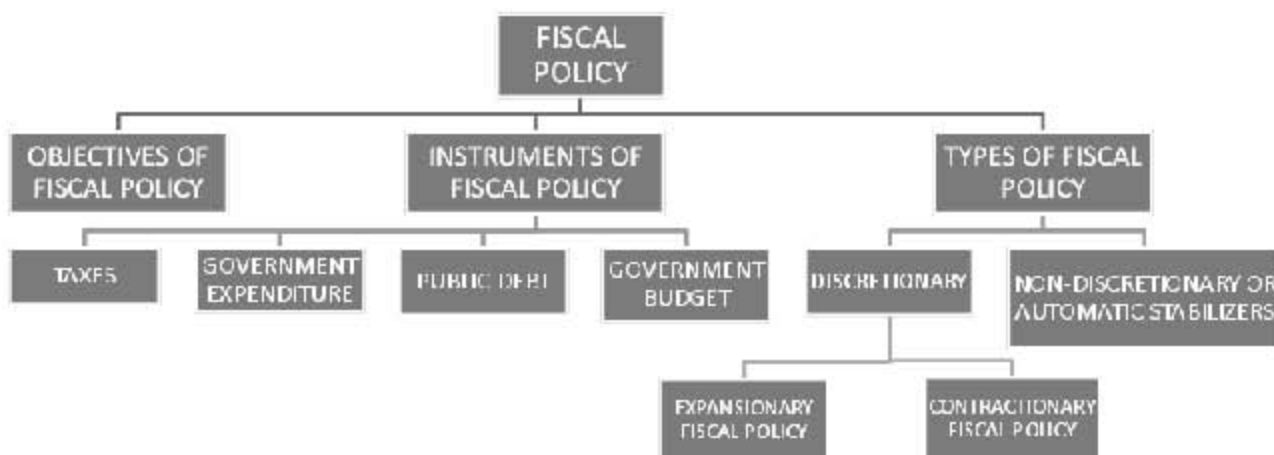 FISCAL
POLICY
OBJECTIVES OF
FISCAL POLICY
INSTRUMENTS OF
FISCAL POLICY
TYPES OF FISCAL
POLICY
TAXES
GOVERNMENT
EXPENDITURE
PUBLIC DEBT
GOVERNMENT
BUDGET
DISCRETIONARY
NON-DISCRETIONARY OR
AUTOMATIC STABILIZERS
EXPANSIONARY
FISCAL POLICY
CONTRACTIONARY
FISCAL POLICY